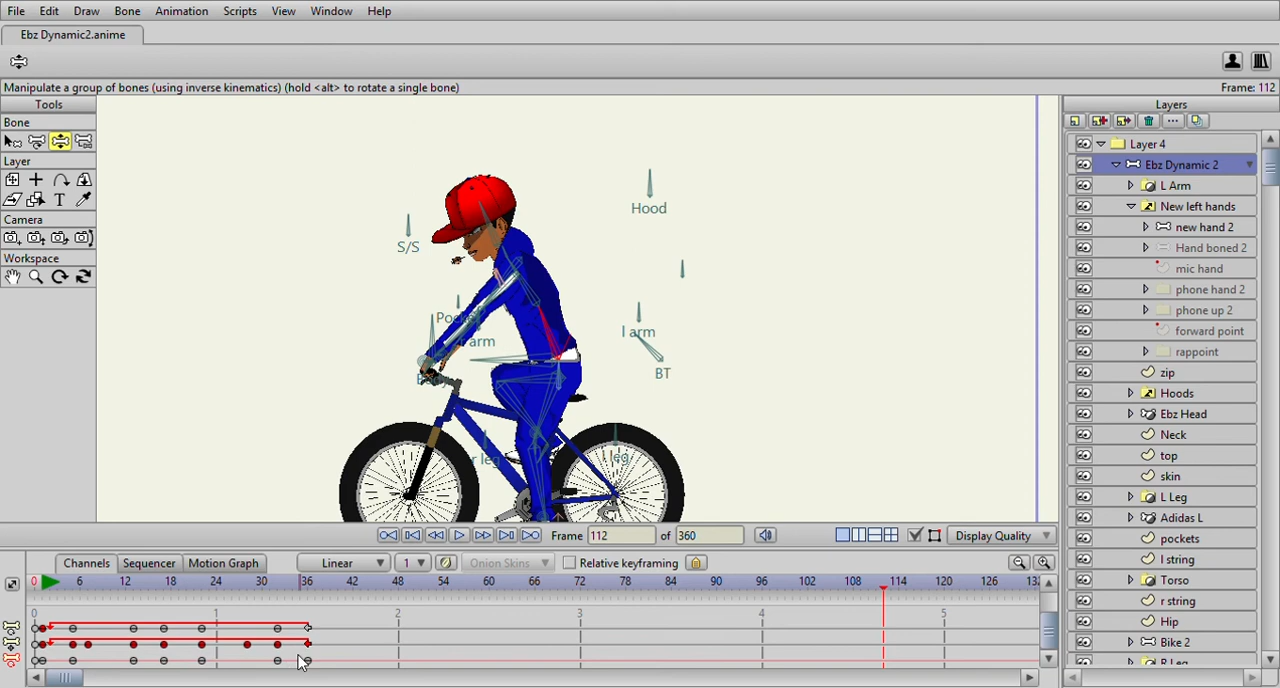 File Edit Draw Bone Animation Scripts View Window Help
Ebz Dynamic2.anime
Manipulate a group of bones (using inverse kinematics) (hold <alt> to rotate a single bone) Frame: 112
Tools
Bone
Layer
T
Camera
Workspace
Hood
S/S
l arm
arm
BT
r leg
l leg
Layers
Layer 4
Ebz Dynamic 2
L Arm
New left hands
new hand 2
Hand boned 2
mic hand
phone hand 2
phone up 2
forward point
rappoint
zip
Hoods
Ebz Head
Neck
top
skin
L Leg
Adidas L
pockets
l string
Torso
r string
Hip
Bike 2
R Leg
Frame 112 of 360 Display Quality
Channels Sequencer Motion Graph Linear 1 Onion Skins Relative keyframing
0 6 12 18 24 30 36 42 48 54 66 72 78 84 90 96 102 108 114 120 126 132
0 1 2 3 4 5